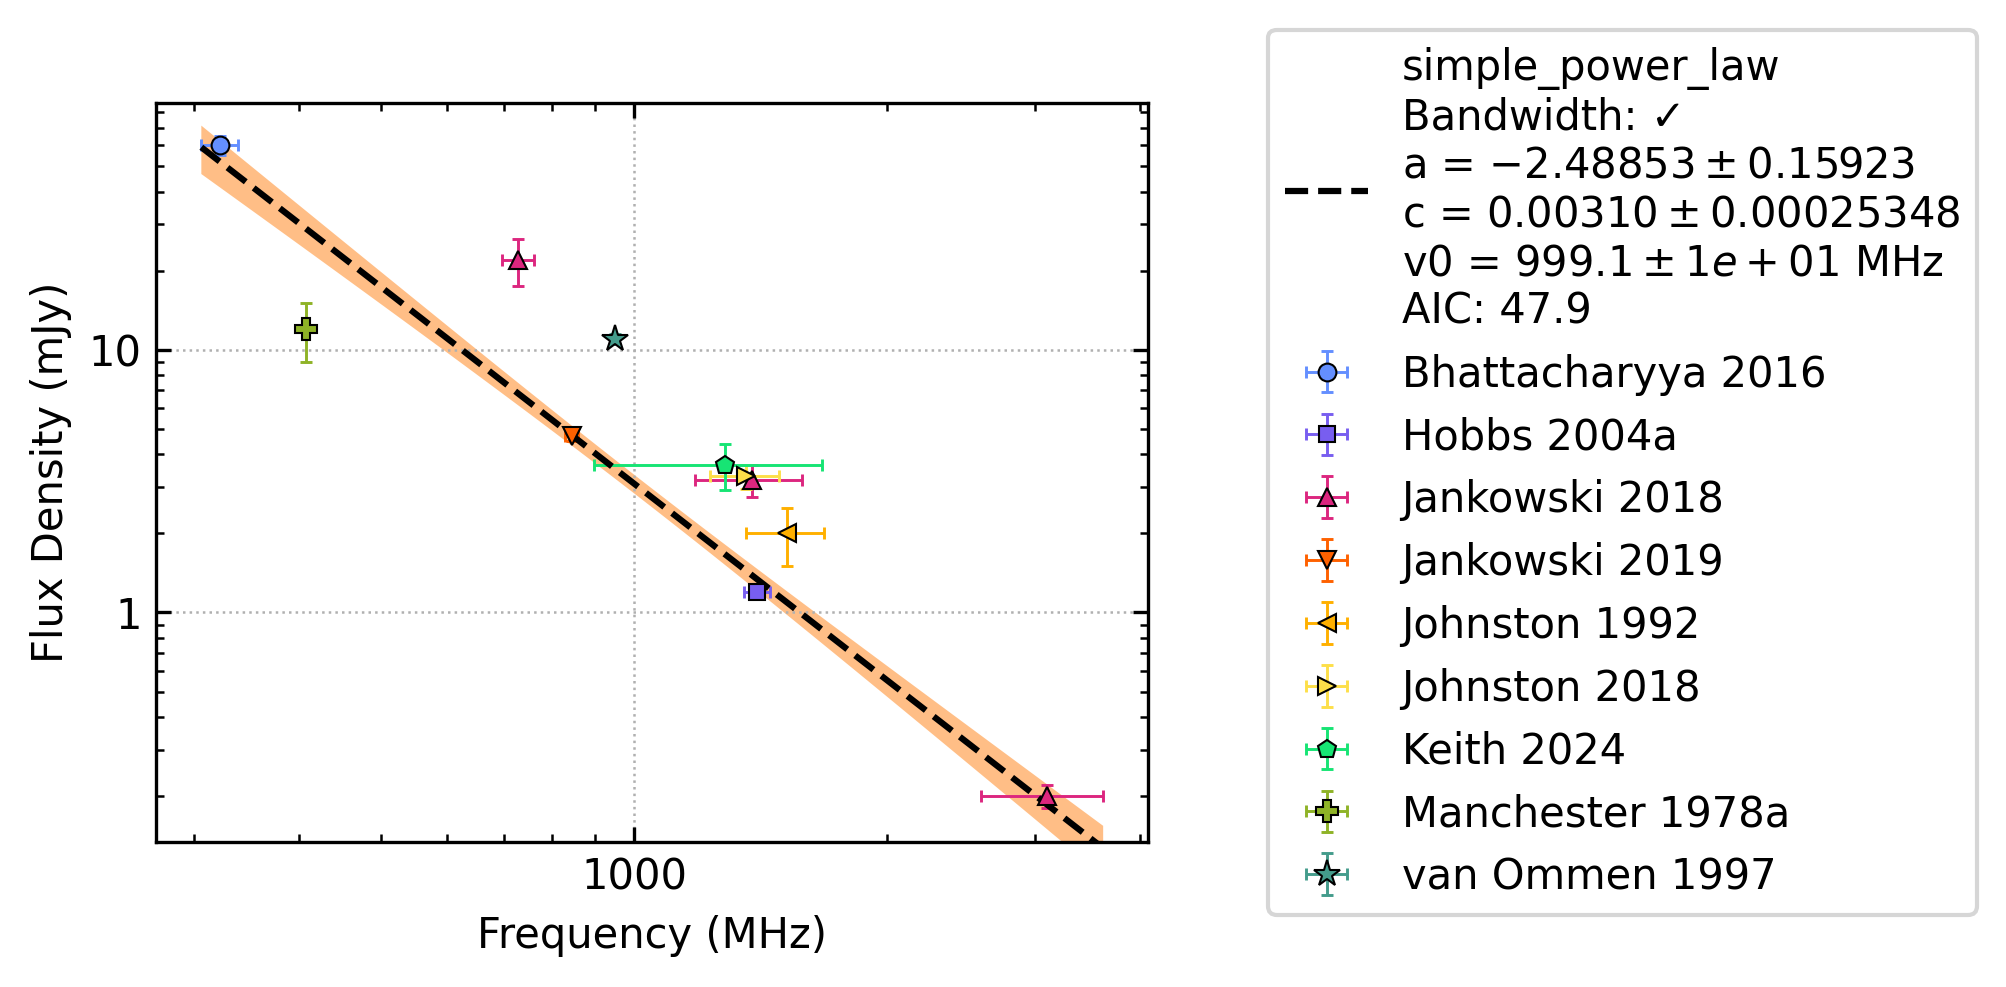 10
1
1000
Flux Density (mJy)
Frequency (MHz)
simple_power_law
Bandwidth: ✓
a = −2.48853 ± 0.15923
c = 0.00310 ± 0.00025348
v0 = 999.1 ± 1e + 01 MHz
AIC: 47.9
Bhattacharyya 2016
Hobbs 2004a
Jankowski 2018
Jankowski 2019
Johnston 1992
Johnston 2018
Keith 2024
Manchester 1978a
van Ommen 1997